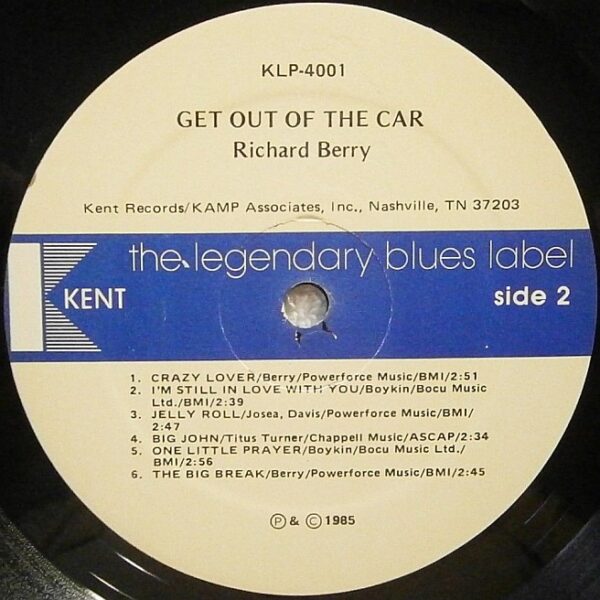 KLP-4001
GET OUT OF THE CAR
Richard Berry
Kent Records/KAMP Associates, Inc., Nashville, TN 37203
the legendary blues label
KENT
side 2
1. CRAZY LOVER/Berry/Powerforce Music/BMI/2:51
2. I'M STILL IN LOVE WITH YOU/Boykin/Bocu Music
Ltd./BMI/2:39
3. JELLY ROLL/Josea, Davis/Powerforce Music/BMI/
2:47
4. BIG JOHN/Titus Turner/Chappell Music/ASCAP/2:34
5. ONE LITTLE PRAYER/Boykin/Bocu Music Ltd./
BMI/2:56
6. THE BIG BREAK/Berry/Powerforce Music/BMI/2:45
Ⓟ & © 1985